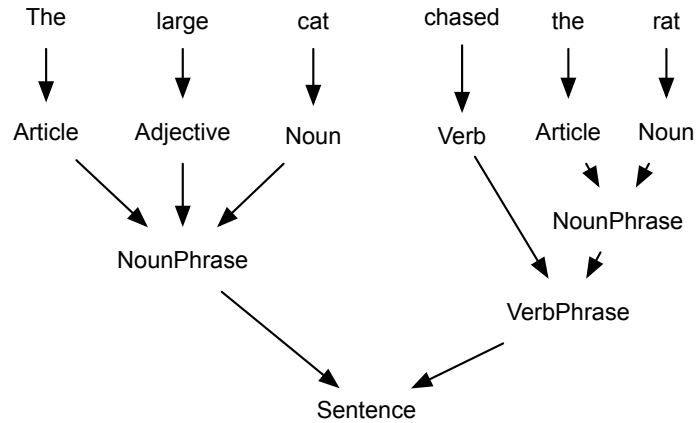 The large cat chased the rat
Article Adjective Noun Verb Article Noun
NounPhrase
NounPhrase
VerbPhrase
Sentence